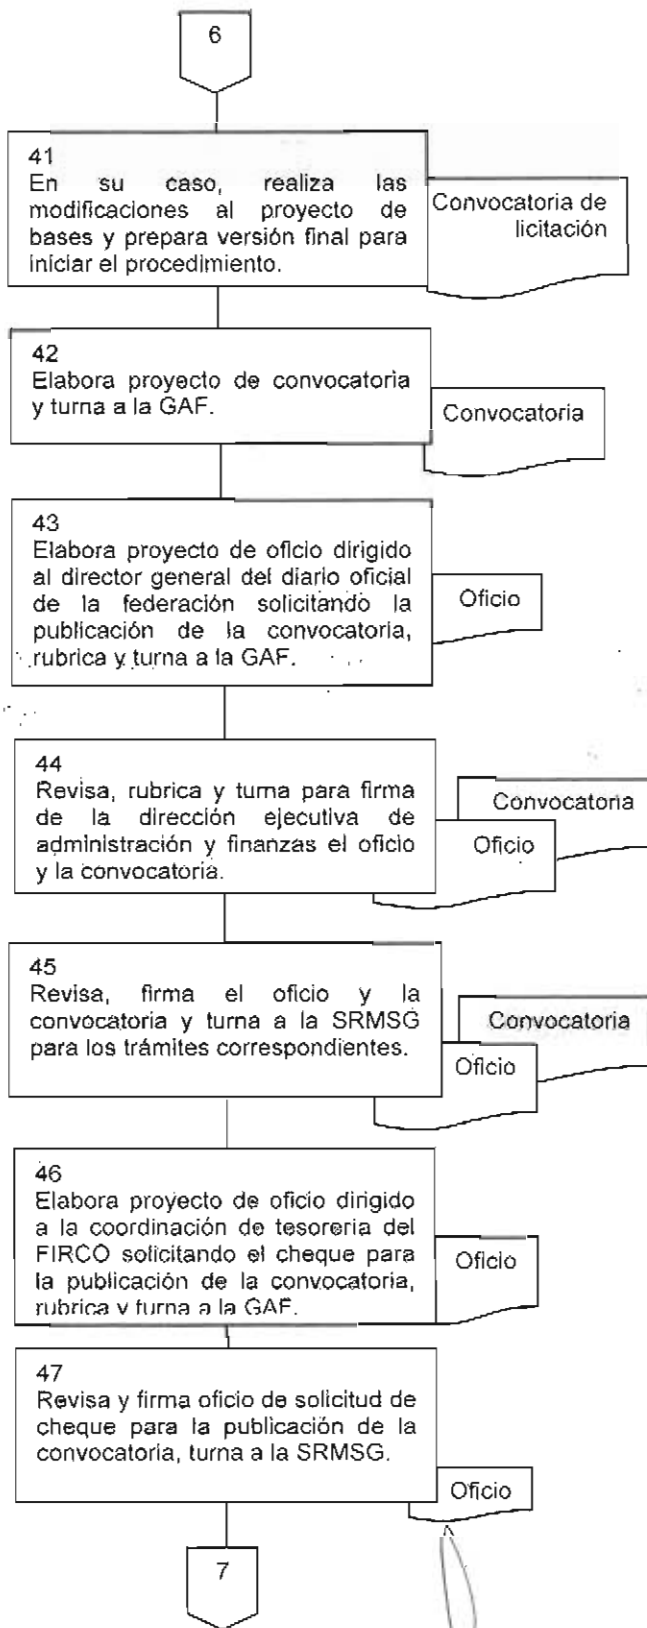 6
41
En su caso, realiza las
modificaciones al proyecto de
bases y prepara versión final para
iniciar el procedimiento.
Convocatoria de
licitación
42
Elabora proyecto de convocatoria
y turna a la GAF.
Convocatoria
43
Elabora proyecto de oficio dirigido
al director general del diario oficial
de la federación solicitando la
publicación de la convocatoria,
rubrica y turna a la GAF.
Oficio
44
Revisa, rubrica y turna para firma
de la dirección ejecutiva de
administración y finanzas el oficio
y la convocatoria.
Convocatoria
Oficio
45
Revisa, firma el oficio y la
convocatoria y turna a la SRMSG
para los trámites correspondientes.
Convocatoria
Oficio
46
Elabora proyecto de oficio dirigido
a la coordinación de tesoreria del
FIRCO solicitando el cheque para
la publicación de la convocatoria,
rubrica y turna a la GAF.
Oficio
47
Revisa y firma oficio de solicitud de
cheque para la publicación de la
convocatoria, turna a la SRMSG.
Oficio
7